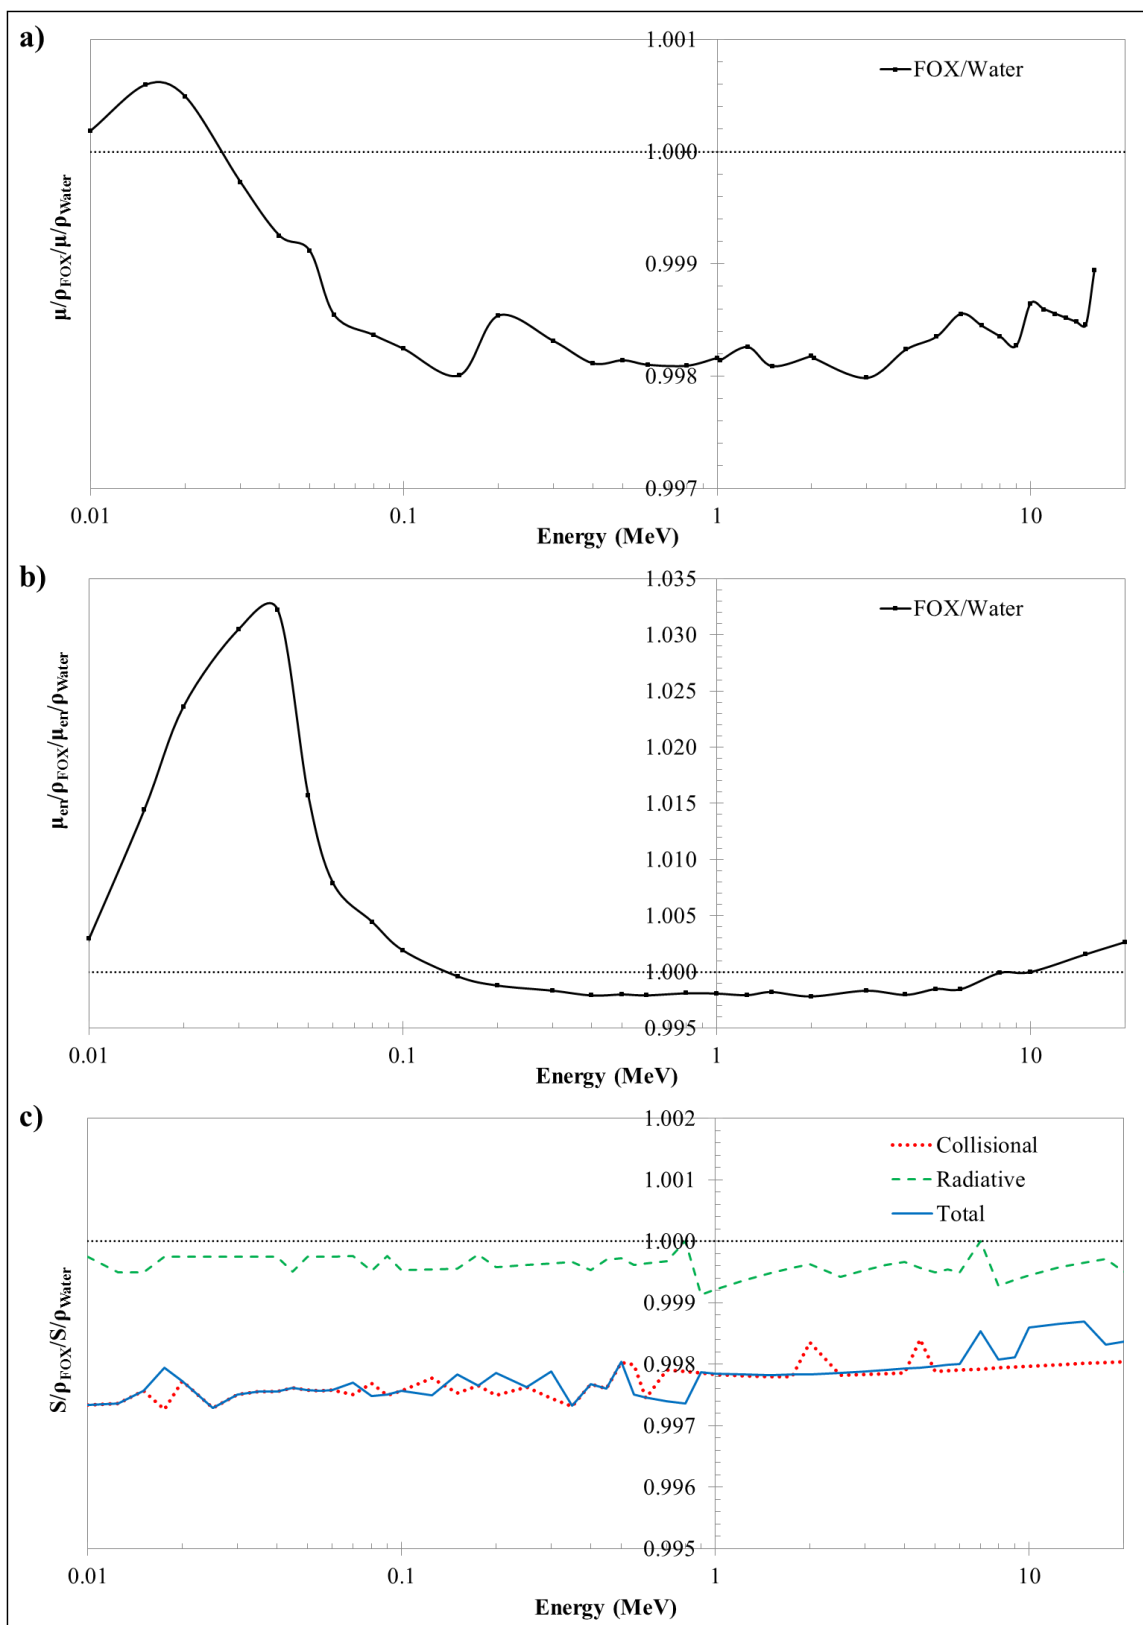 a)
1.001
FOX/Water
1.000
0.999
0.998
0.997
μ/ρFOX/μ/ρWater
0.01
0.1
1
10
Energy (MeV)
b)
1.035
FOX/Water
1.030
1.025
1.020
1.015
1.010
1.005
1.000
0.995
μen/ρFOX/μen/ρWater
0.01
0.1
1
10
Energy (MeV)
c)
1.002
Collisional
1.001
Radiative
Total
1.000
0.999
0.998
0.997
0.996
0.995
S/ρFOX/S/ρWater
0.01
0.1
1
10
Energy (MeV)